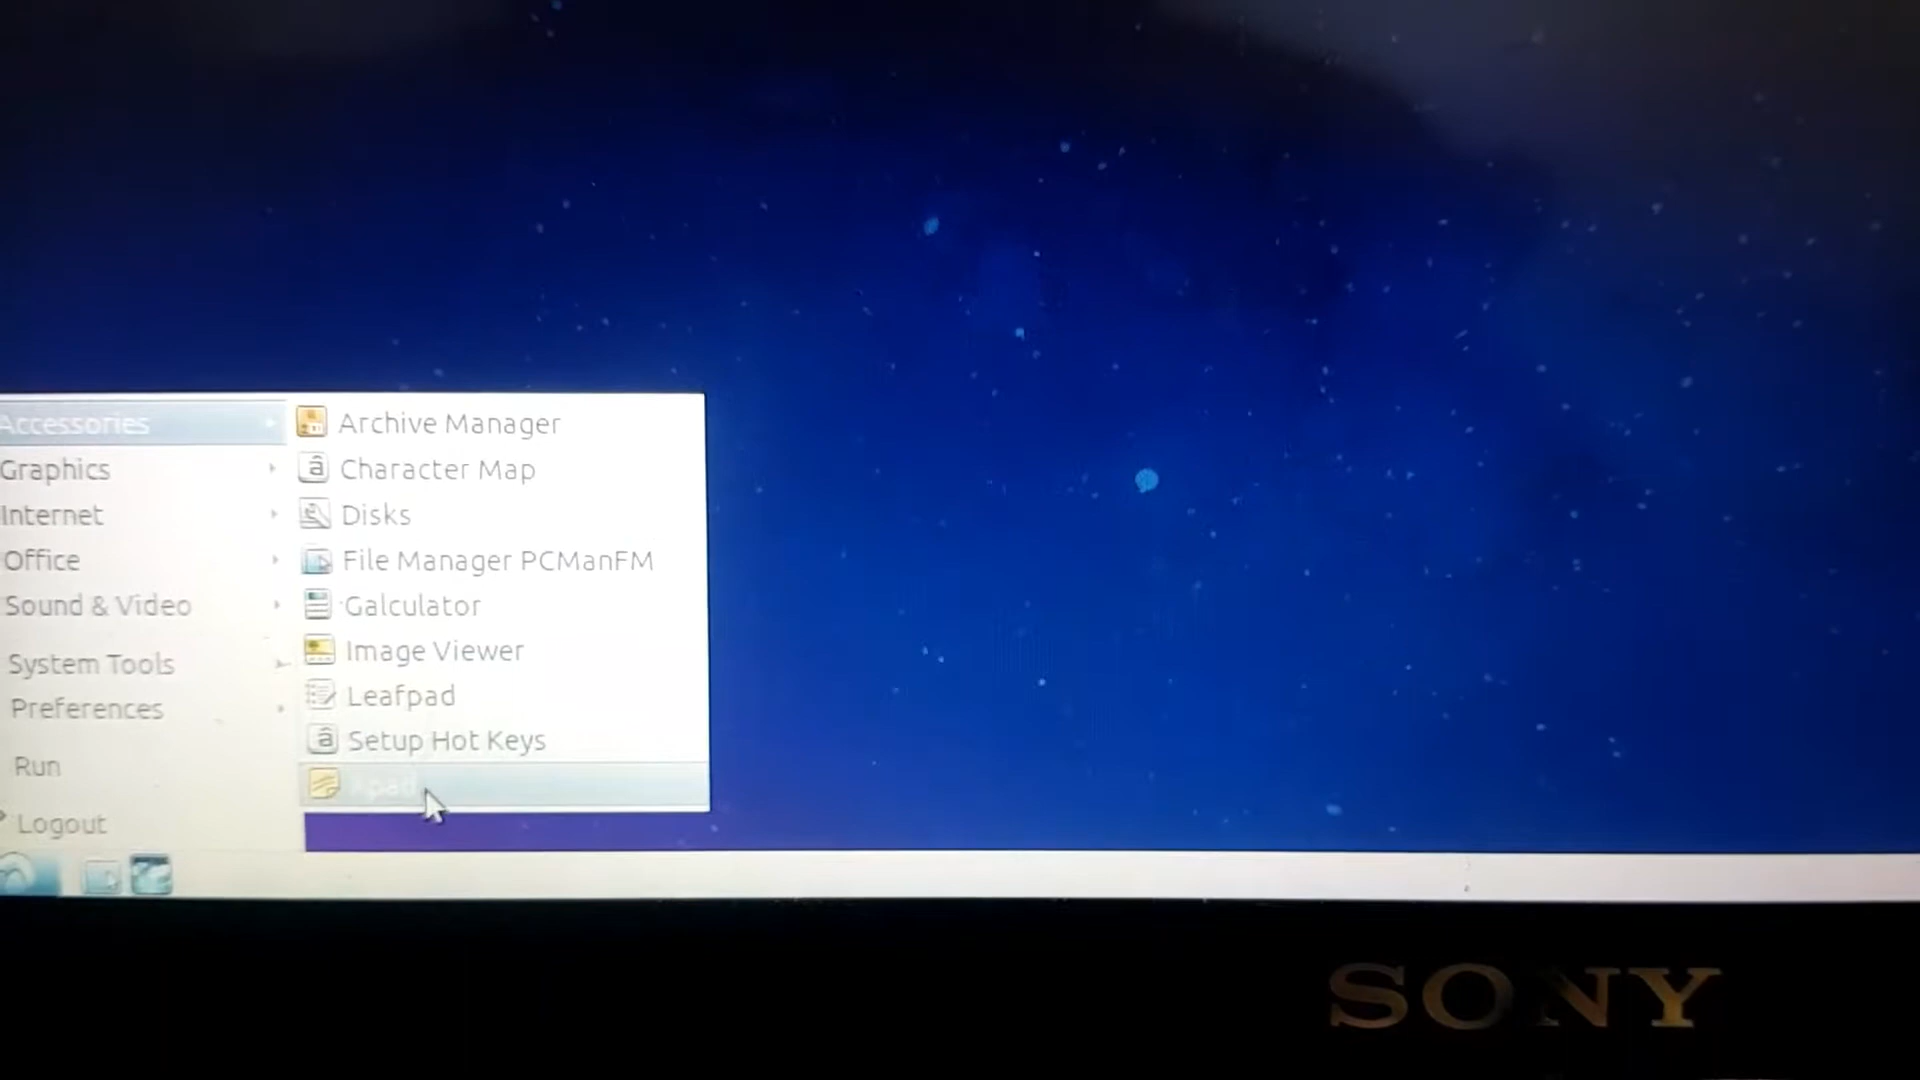 Accessories
Graphics
Internet
Office
Sound & Video
System Tools
Preferences
Run
Logout
Archive Manager
Character Map
Disks
File Manager PCManFM
Galculator
Image Viewer
Leafpad
Setup Hot Keys
Xpad
SONY